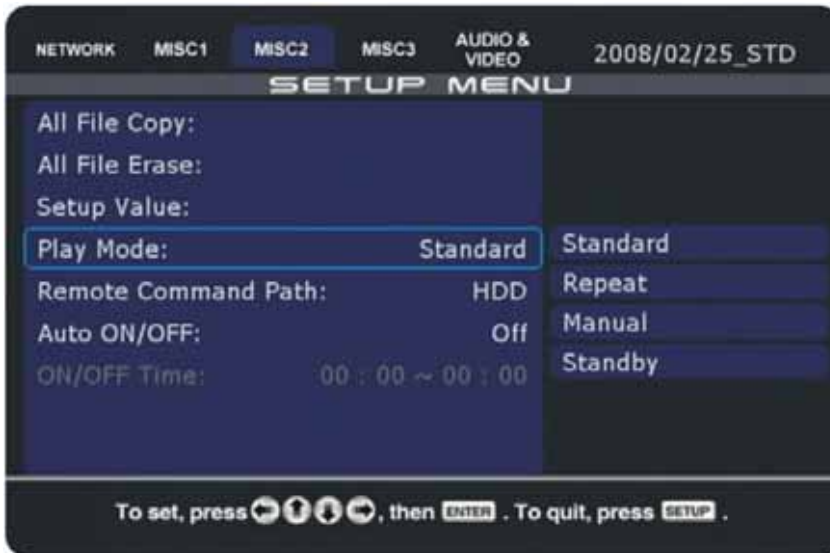 NETWORK MISC1 MISC2 MISC3 AUDIO & VIDEO 2008/02/25_STD
SETUP MENU
All File Copy:
All File Erase:
Setup Value:
Play Mode: Standard
Remote Command Path: HDD
Auto ON/OFF: Off
ON/OFF Time: 00 : 00 ~ 00 : 00
Standard
Repeat
Manual
Standby
To set, press ←↑↓→, then ENTER . To quit, press SETUP .